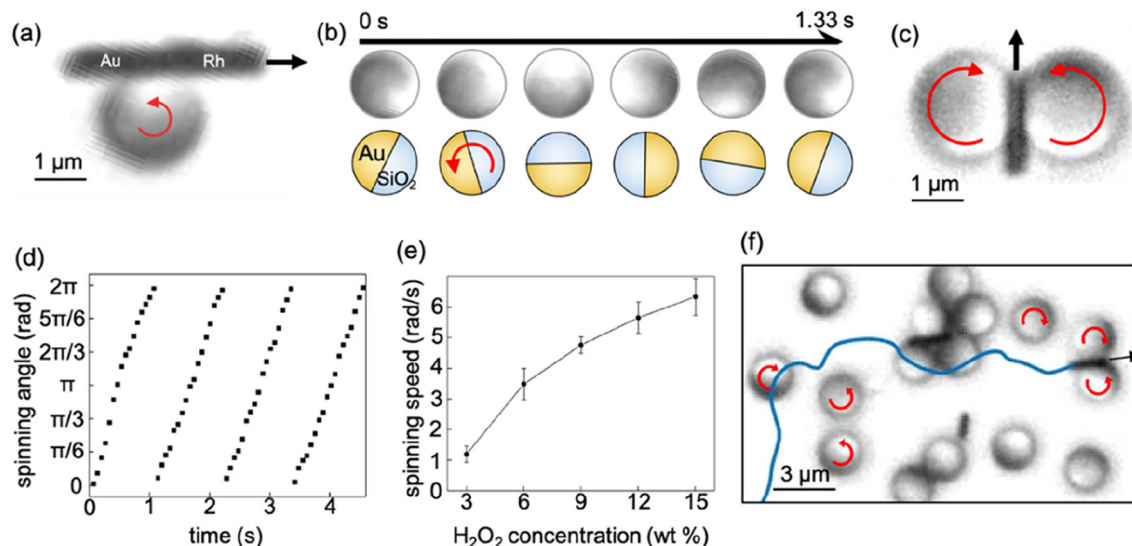 (a)
Au Rh
1 μm
(b)
0 s 1.33 s
Au
SiO₂
(c)
1 μm
(d)
spinning angle (rad)
2π
5π/6
2π/3
π
π/3
π/6
0
0 1 2 3 4
time (s)
(e)
spinning speed (rad/s)
6
5
4
3
2
1
0
3 6 9 12 15
H₂O₂ concentration (wt %)
(f)
3 μm